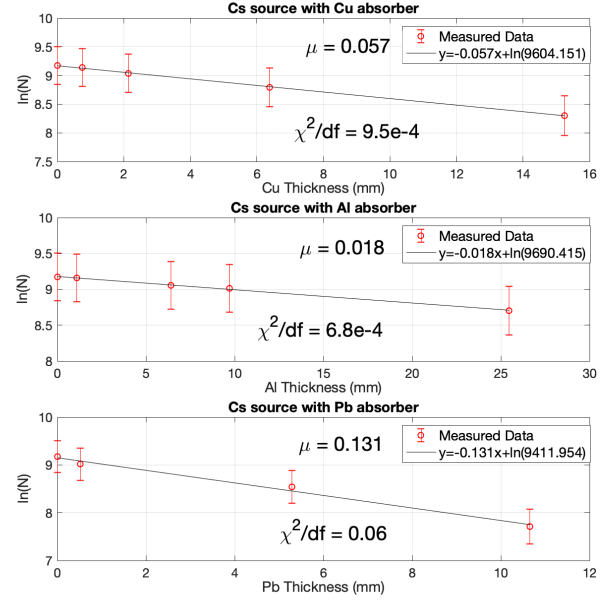 Cs source with Cu absorber
10
9.5
9
8.5
8
7.5
ln(N)
μ = 0.057
Measured Data
y=-0.057x+ln(9604.151)
χ²/df = 9.5e-4
0 2 4 6 8 10 12 14 16
Cu Thickness (mm)
Cs source with Al absorber
10
9.5
9
8.5
8
ln(N)
μ = 0.018
Measured Data
y=-0.018x+ln(9690.415)
χ²/df = 6.8e-4
0 5 10 15 20 25 30
Al Thickness (mm)
Cs source with Pb absorber
10
9
8
7
ln(N)
μ = 0.131
Measured Data
y=-0.131x+ln(9411.954)
χ²/df = 0.06
0 2 4 6 8 10 12
Pb Thickness (mm)